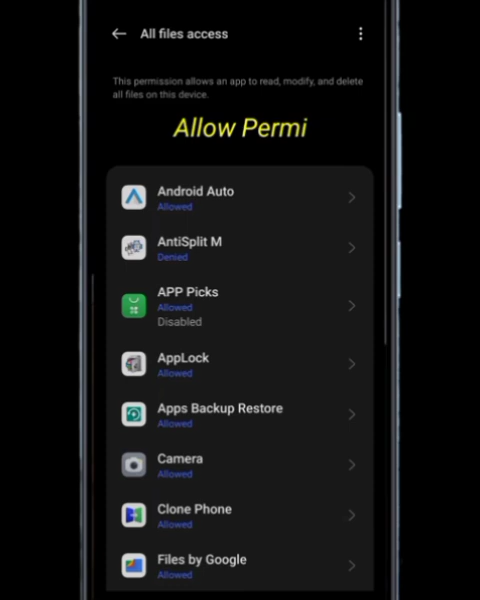 All files access
This permission allows an app to read, modify, and delete
all files on this device.
Allow Permi
Android Auto
Allowed
AntiSplit M
Denied
APP Picks
Allowed
Disabled
AppLock
Allowed
Apps Backup Restore
Allowed
Camera
Allowed
Clone Phone
Allowed
Files by Google
Allowed